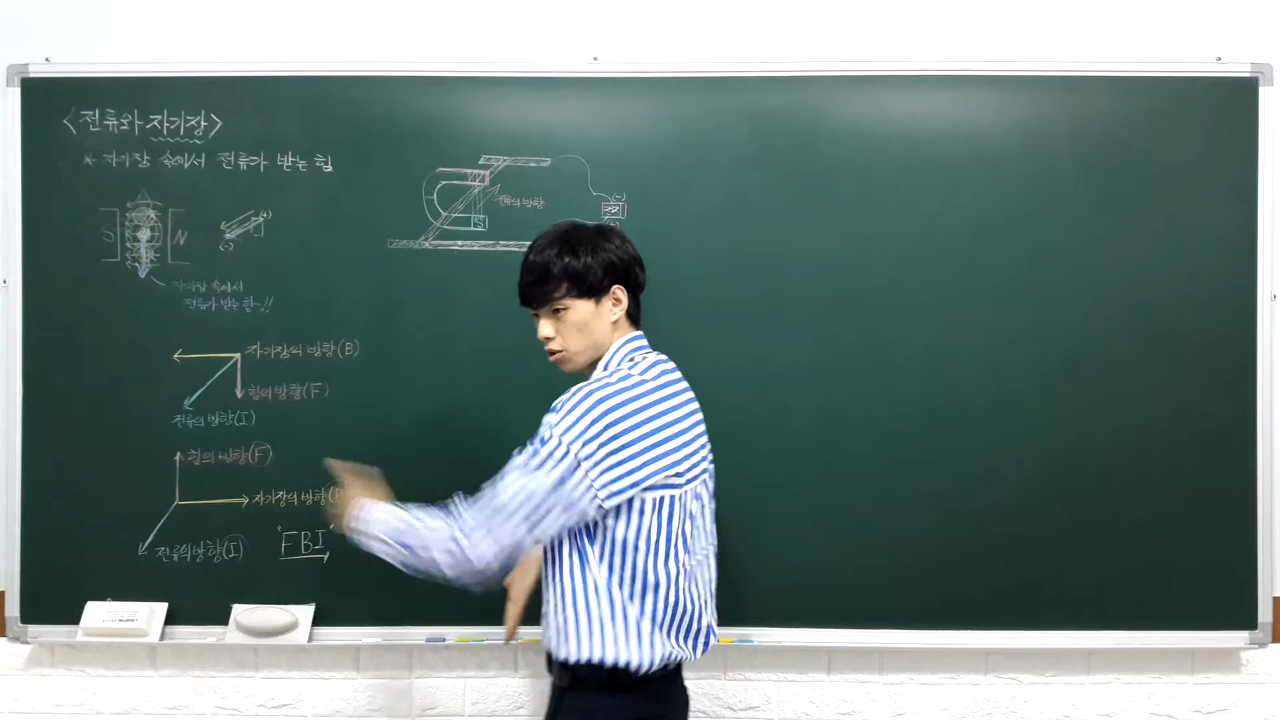 <전류와 자기장>
* 자기장 속에서 전류가 받는 힘
S N
(+)
(-)
자기장 속에서
전류가 받는 힘~!!
자기장의 방향(B)
힘의 방향(F)
전류의 방향(I)
힘의 방향(F)
자기장의 방향
전류의방향(I)
"FBI"
S
의 방향
(-)
(+)